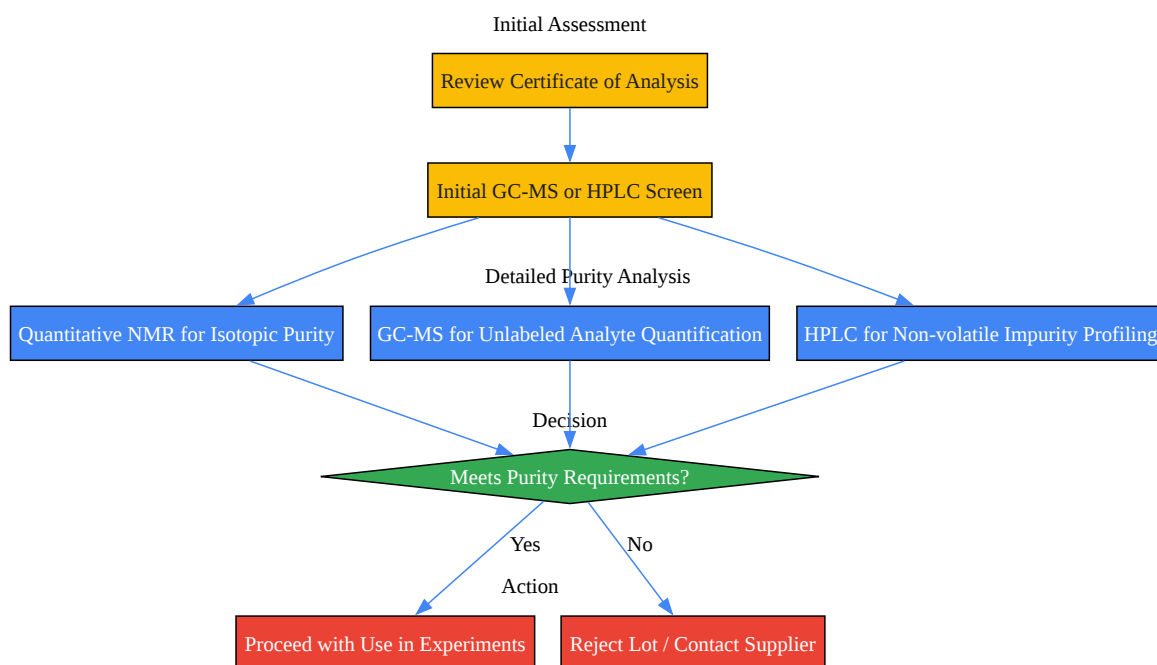 Initial Assessment
Review Certificate of Analysis
Initial GC-MS or HPLC Screen
Detailed Purity Analysis
Quantitative NMR for Isotopic Purity
GC-MS for Unlabeled Analyte Quantification
HPLC for Non-volatile Impurity Profiling
Decision
Meets Purity Requirements?
Yes
No
Action
Proceed with Use in Experiments
Reject Lot / Contact Supplier